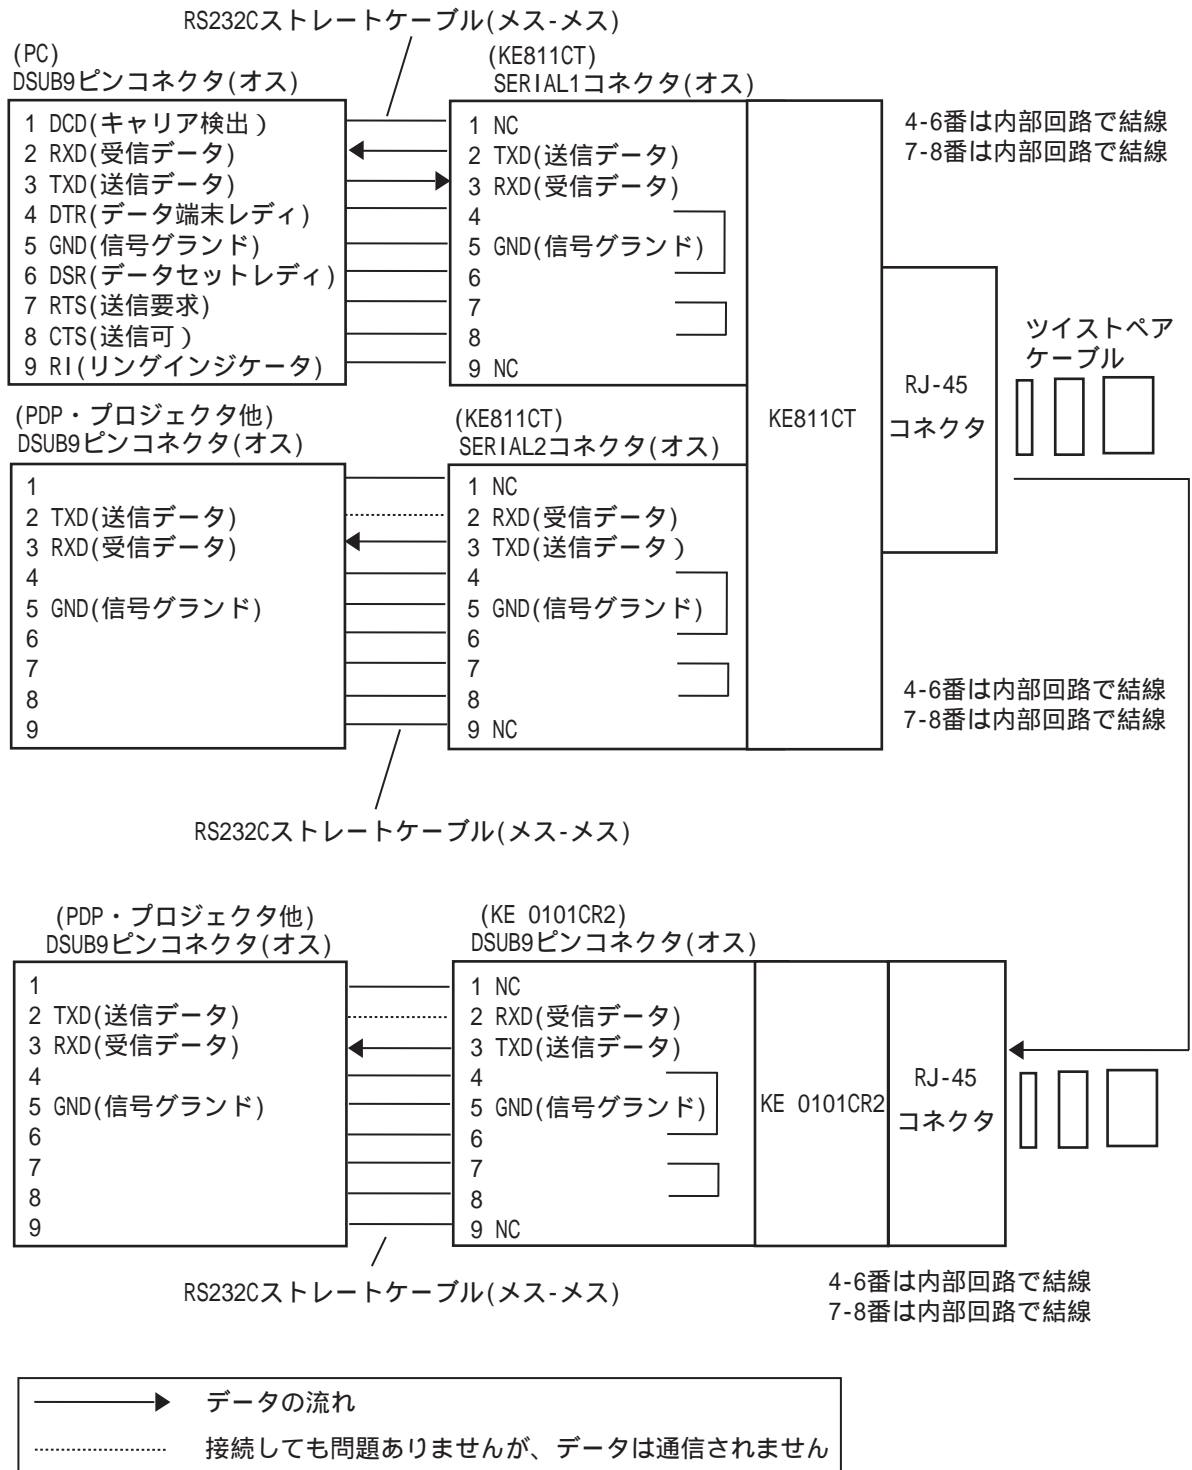 RS232Cストレートケーブル(メス-メス)
(PC)
DSUB9ピンコネクタ(オス)
1 DCD(キャリア検出)
2 RXD(受信データ)
3 TXD(送信データ)
4 DTR(データ端末レディ)
5 GND(信号グランド)
6 DSR(データセットレディ)
7 RTS(送信要求)
8 CTS(送信可)
9 RI(リングインジケータ)
(KE811CT)
SERIAL1コネクタ(オス)
1 NC
2 TXD(送信データ)
3 RXD(受信データ)
4
5 GND(信号グランド)
6
7
8
9 NC
4-6番は内部回路で結線
7-8番は内部回路で結線
(PDP・プロジェクタ他)
DSUB9ピンコネクタ(オス)
1
2 TXD(送信データ)
3 RXD(受信データ)
4
5 GND(信号グランド)
6
7
8
9
(KE811CT)
SERIAL2コネクタ(オス)
1 NC
2 RXD(受信データ)
3 TXD(送信データ)
4
5 GND(信号グランド)
6
7
8
9 NC
KE811CT
RJ-45
コネクタ
ツイストペア
ケーブル
4-6番は内部回路で結線
7-8番は内部回路で結線
RS232Cストレートケーブル(メス-メス)
(PDP・プロジェクタ他)
DSUB9ピンコネクタ(オス)
1
2 TXD(送信データ)
3 RXD(受信データ)
4
5 GND(信号グランド)
6
7
8
9
(KE 0101CR2)
DSUB9ピンコネクタ(オス)
1 NC
2 RXD(受信データ)
3 TXD(送信データ)
4
5 GND(信号グランド)
6
7
8
9 NC
KE 0101CR2
RJ-45
コネクタ
RS232Cストレートケーブル(メス-メス)
4-6番は内部回路で結線
7-8番は内部回路で結線
データの流れ
接続しても問題ありませんが、データは通信されません